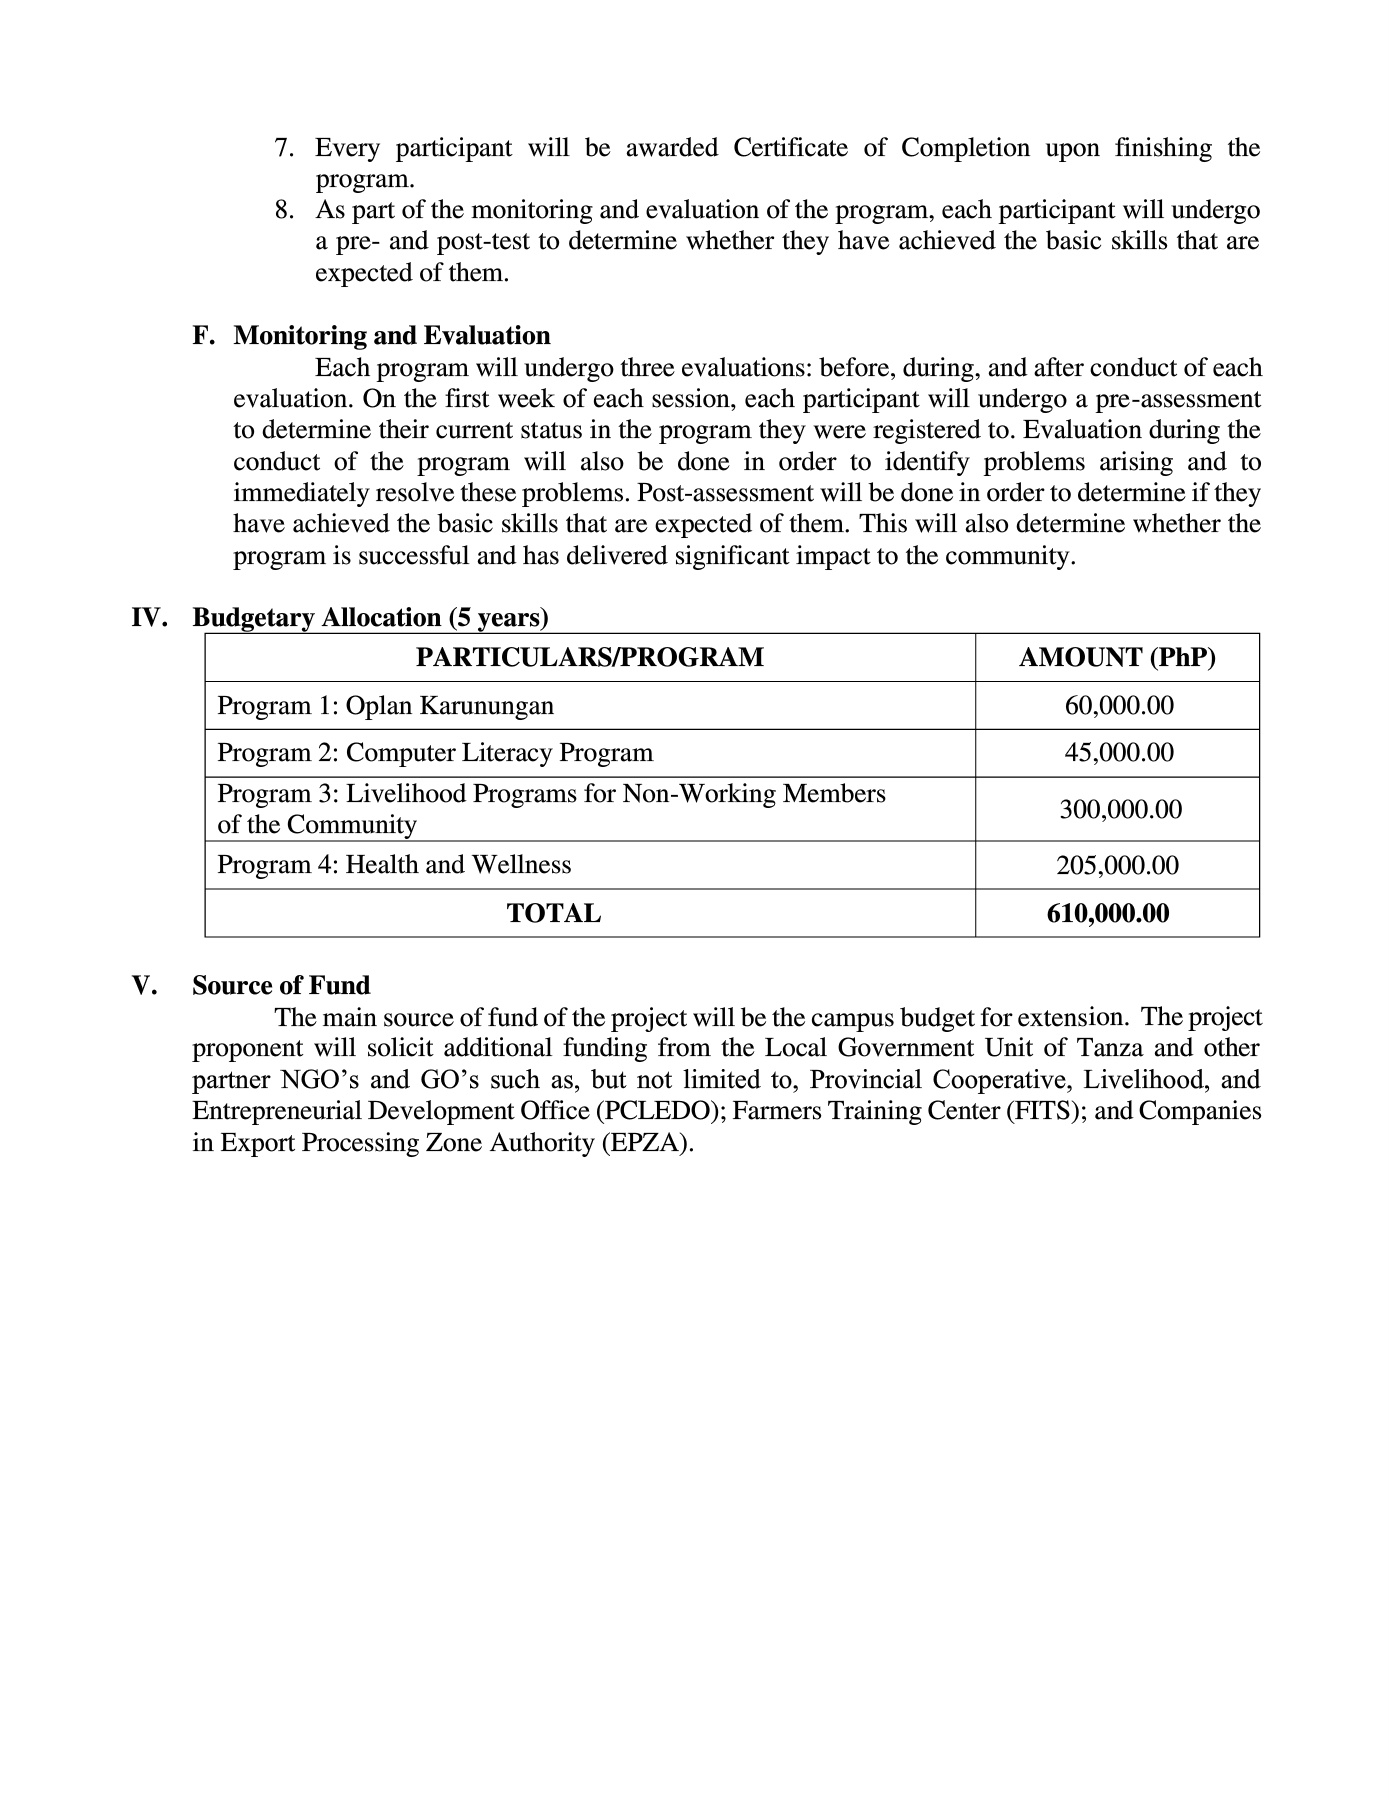 7. Every participant will be awarded Certificate of Completion upon finishing the
program.
8. As part of the monitoring and evaluation of the program, each participant will undergo
a pre- and post-test to determine whether they have achieved the basic skills that are
expected of them.
F. Monitoring and Evaluation
Each program will undergo three evaluations: before, during, and after conduct of each
evaluation. On the first week of each session, each participant will undergo a pre-assessment
to determine their current status in the program they were registered to. Evaluation during the
conduct of the program will also be done in order to identify problems arising and to
immediately resolve these problems. Post-assessment will be done in order to determine if they
have achieved the basic skills that are expected of them. This will also determine whether the
program is successful and has delivered significant impact to the community.
IV. Budgetary Allocation (5 years)
PARTICULARS/PROGRAM AMOUNT (PhP)
Program 1: Oplan Karunungan 60,000.00
Program 2: Computer Literacy Program 45,000.00
Program 3: Livelihood Programs for Non-Working Members
of the Community 300,000.00
Program 4: Health and Wellness 205,000.00
TOTAL 610,000.00
V. Source of Fund
The main source of fund of the project will be the campus budget for extension. The project
proponent will solicit additional funding from the Local Government Unit of Tanza and other
partner NGO’s and GO’s such as, but not limited to, Provincial Cooperative, Livelihood, and
Entrepreneurial Development Office (PCLEDO); Farmers Training Center (FITS); and Companies
in Export Processing Zone Authority (EPZA).